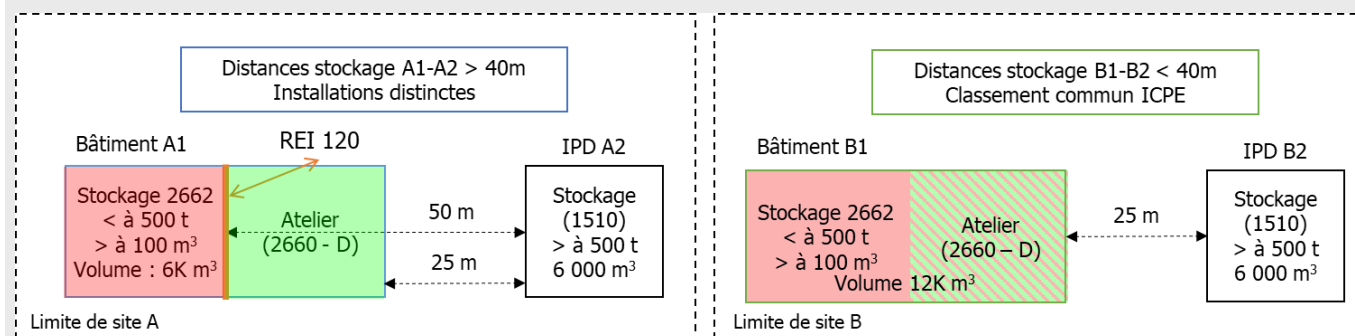 Distances stockage A1-A2 > 40m
Installations distinctes
Bâtiment A1
REI 120
IPD A2
Stockage 2662
< à 500 t
> à 100 m³
Volume : 6K m³
Atelier
(2660 - D)
50 m
25 m
Stockage
(1510)
> à 500 t
6 000 m³
Limite de site A
Distances stockage B1-B2 < 40m
Classement commun ICPE
Bâtiment B1
IPD B2
Stockage 2662
< à 500 t
> à 100 m³
Atelier
(2660 – D)
Volume 12K m³
25 m
Stockage
(1510)
> à 500 t
6 000 m³
Limite de site B